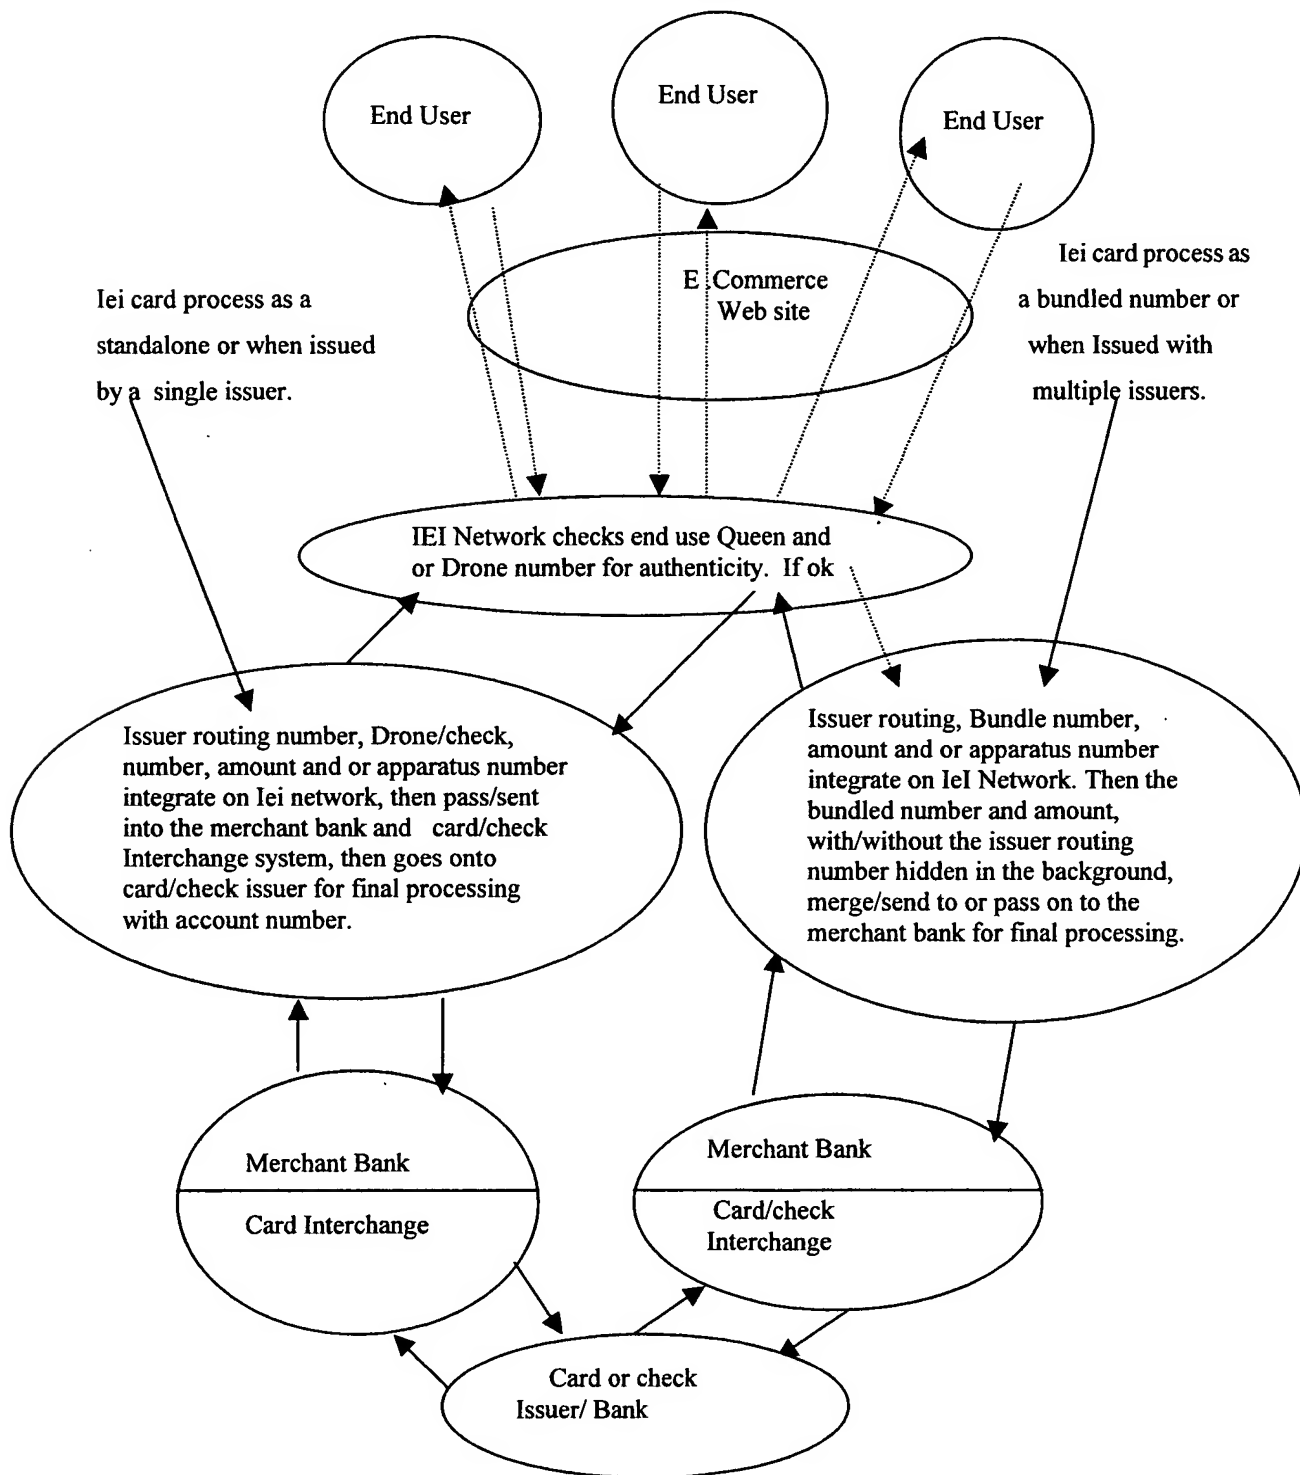 End User
End User
End User
E .Commerce
Web site
Iei card process as a
standalone or when issued
by a single issuer.
Iei card process as
a bundled number or
when Issued with
multiple issuers.
IEI Network checks end use Queen and
or Drone number for authenticity. If ok
Issuer routing number, Drone/check,
number, amount and or apparatus number
integrate on Iei network, then pass/sent
into the merchant bank and card/check
Interchange system, then goes onto
card/check issuer for final processing
with account number.
Issuer routing, Bundle number,
amount and or apparatus number
integrate on IeI Network. Then the
bundled number and amount,
with/without the issuer routing
number hidden in the background,
merge/send to or pass on to the
merchant bank for final processing.
Merchant Bank
Card Interchange
Merchant Bank
Card/check
Interchange
Card or check
Issuer/ Bank